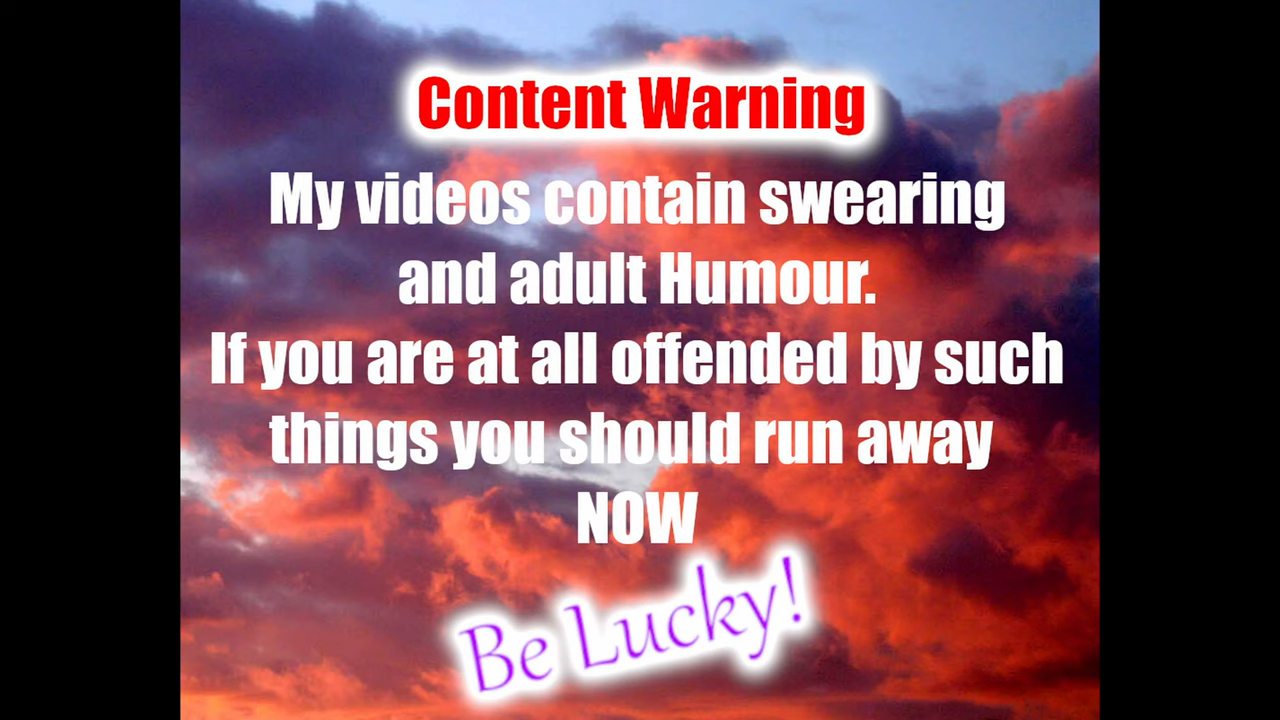 Content Warning
My videos contain swearing
and adult Humour.
If you are at all offended by such
things you should run away
NOW
Be Lucky!